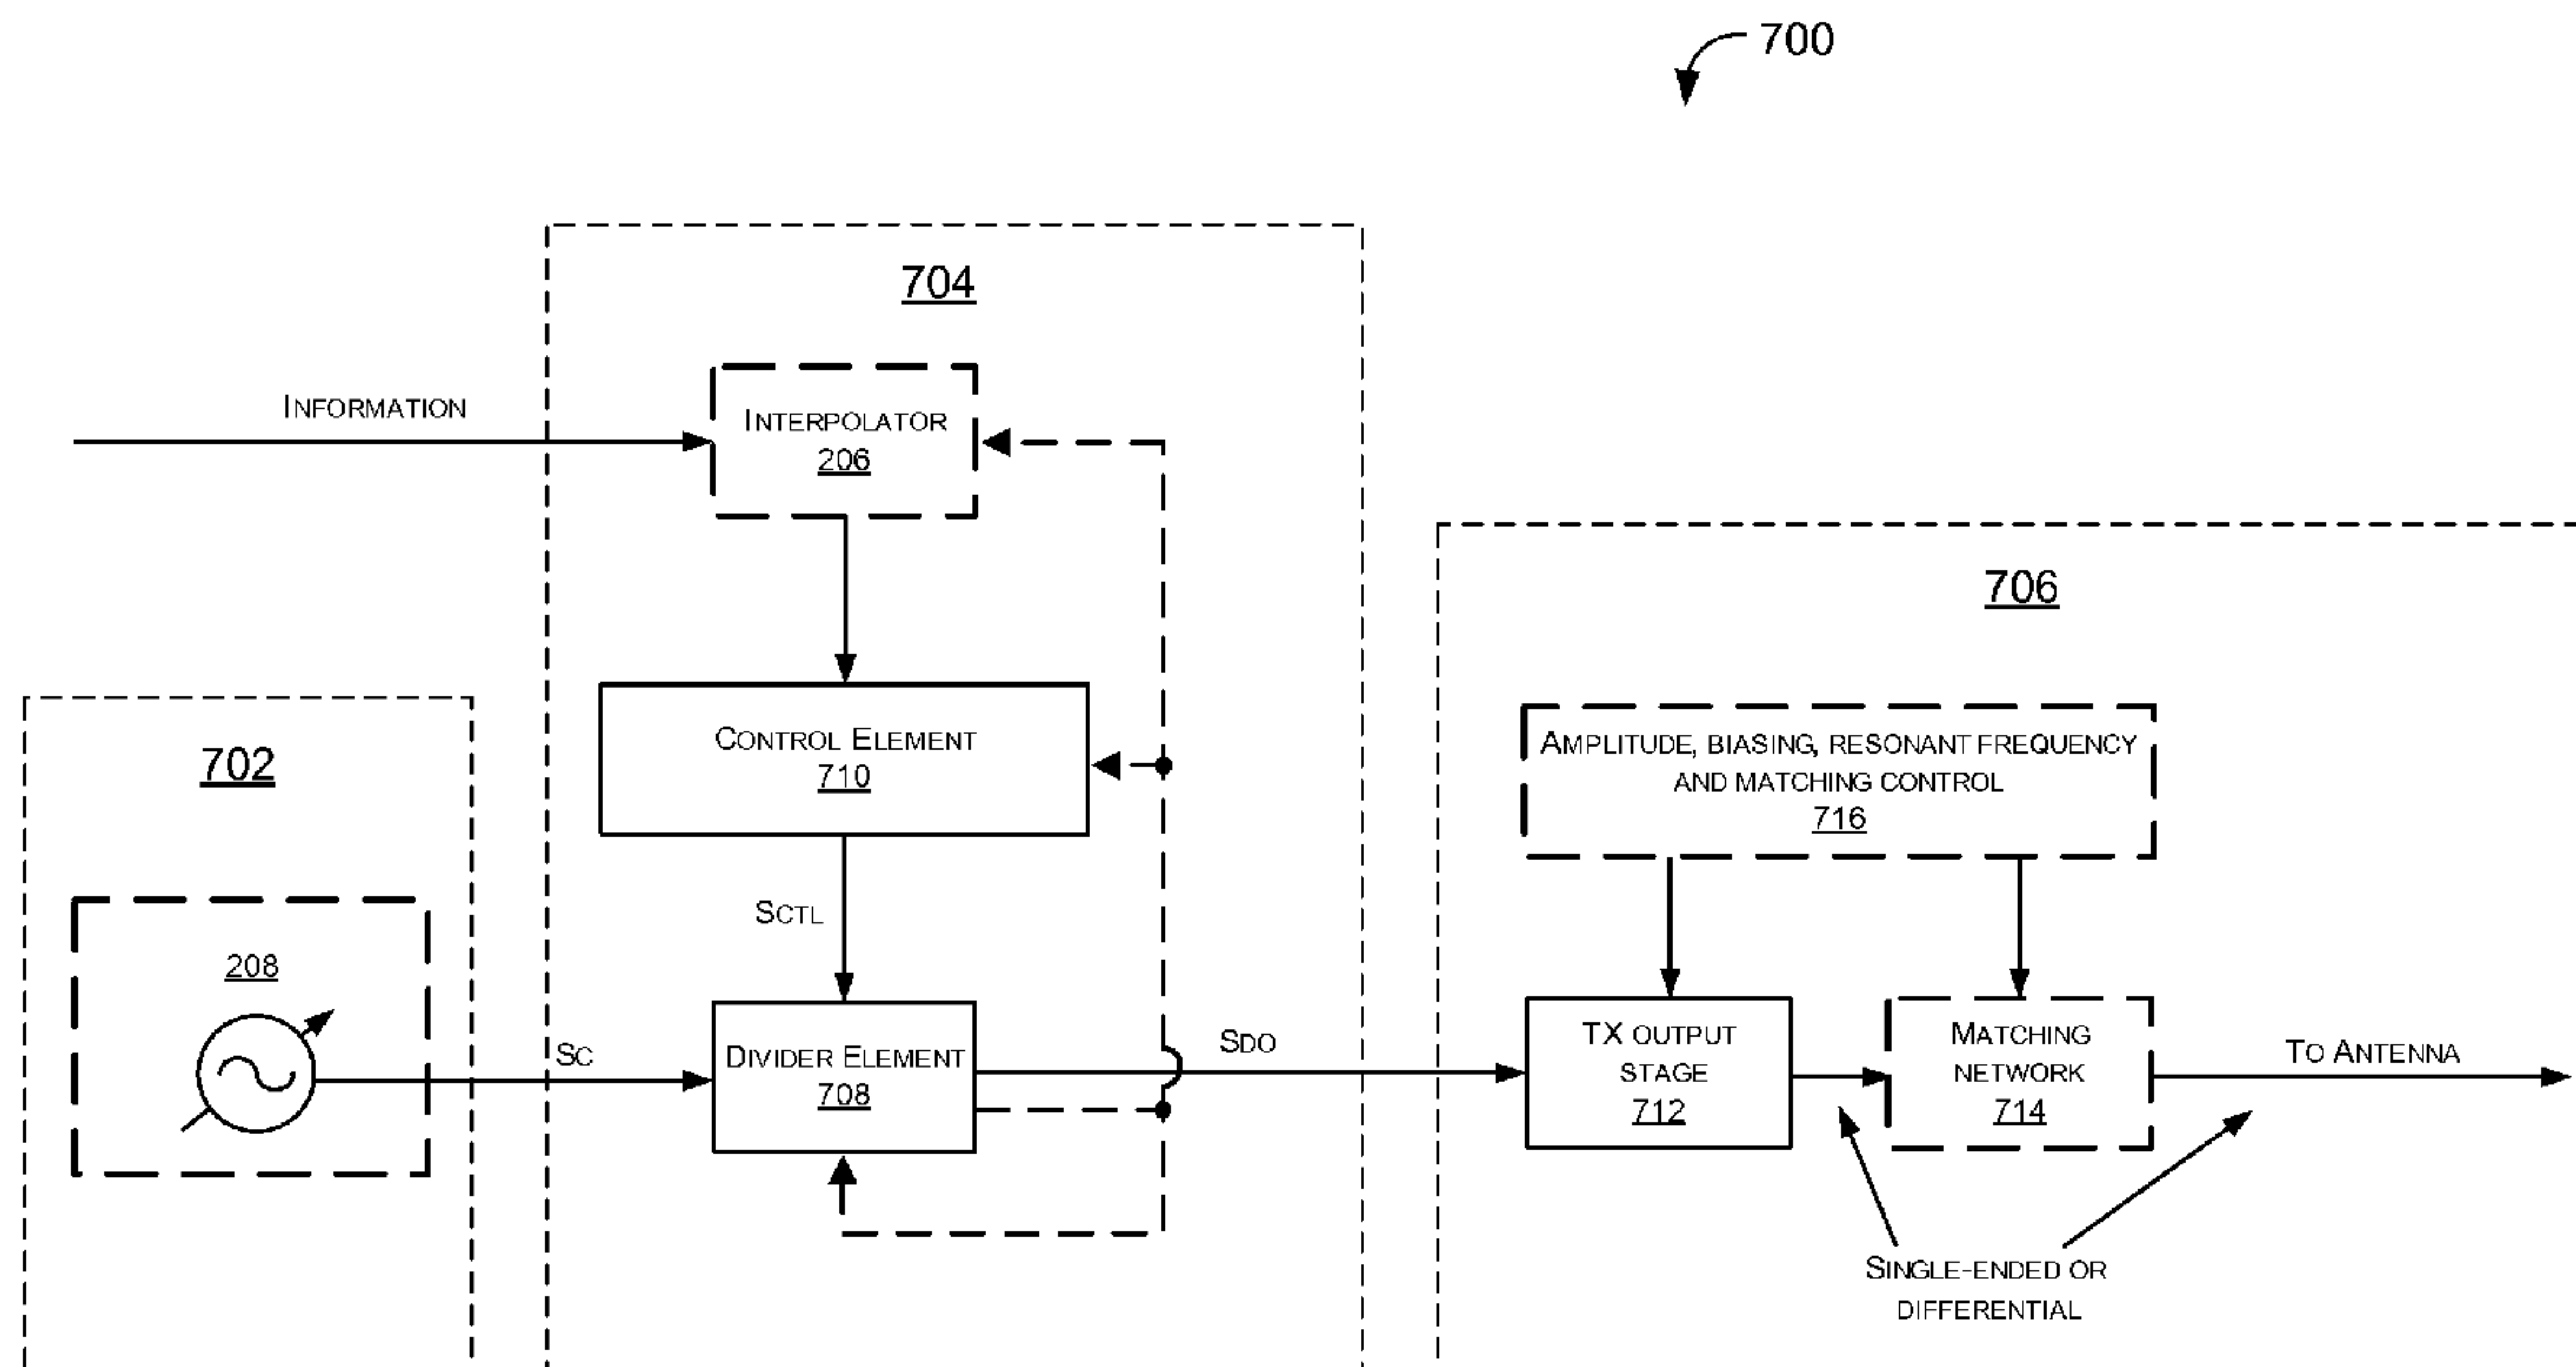 700
704
INFORMATION
INTERPOLATOR
206
706
702
CONTROL ELEMENT
710
AMPLITUDE, BIASING, RESONANT FREQUENCY
AND MATCHING CONTROL
716
SCTL
208
SC
DIVIDER ELEMENT
708
SDO
TX OUTPUT
STAGE
712
MATCHING
NETWORK
714
TO ANTENNA
SINGLE-ENDED OR
DIFFERENTIAL